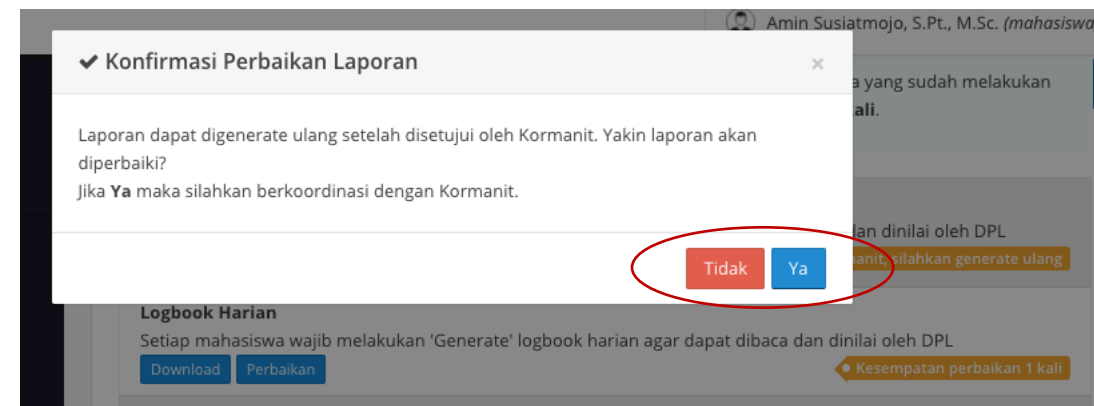 Amin Susiatmojo, S.Pt., M.Sc. (mahasiswa
Konfirmasi Perbaikan Laporan
×
a yang sudah melakukan
kali.
Laporan dapat digenerate ulang setelah disetujui oleh Kormanit. Yakin laporan akan
diperbaiki?
Jika Ya maka silahkan berkoordinasi dengan Kormanit.
dan dinilai oleh DPL
manit, silahkan generate ulang
Tidak Ya
Logbook Harian
Setiap mahasiswa wajib melakukan 'Generate' logbook harian agar dapat dibaca dan dinilai oleh DPL
Download Perbaikan Kesempatan perbaikan 1 kali